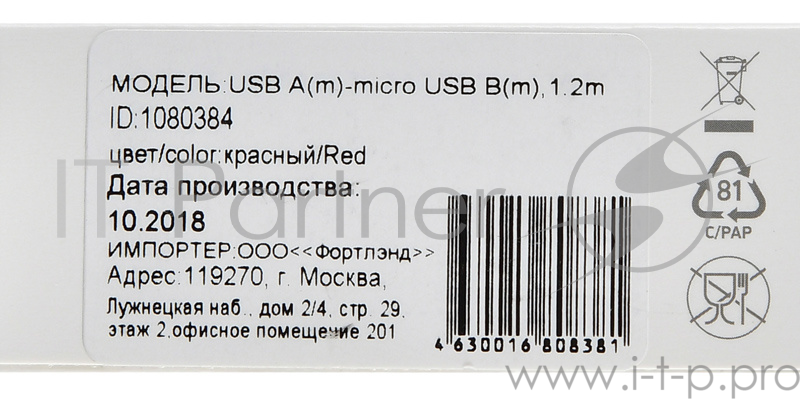 МОДЕЛЬ:USB A(m)-micro USB B(m),1.2m
ID:1080384
цвет/color:красный/Red
Дата производства:
10.2018
ИМПОРТЕР:ООО<<Фортлэнд>>
Адрес:119270, г. Москва,
Лужнецкая наб., дом 2/4, стр. 29,
этаж 2,офисное помещение 201
4 630016 808381
81
C/PAP
IT Partner
www.i-t-p.pro